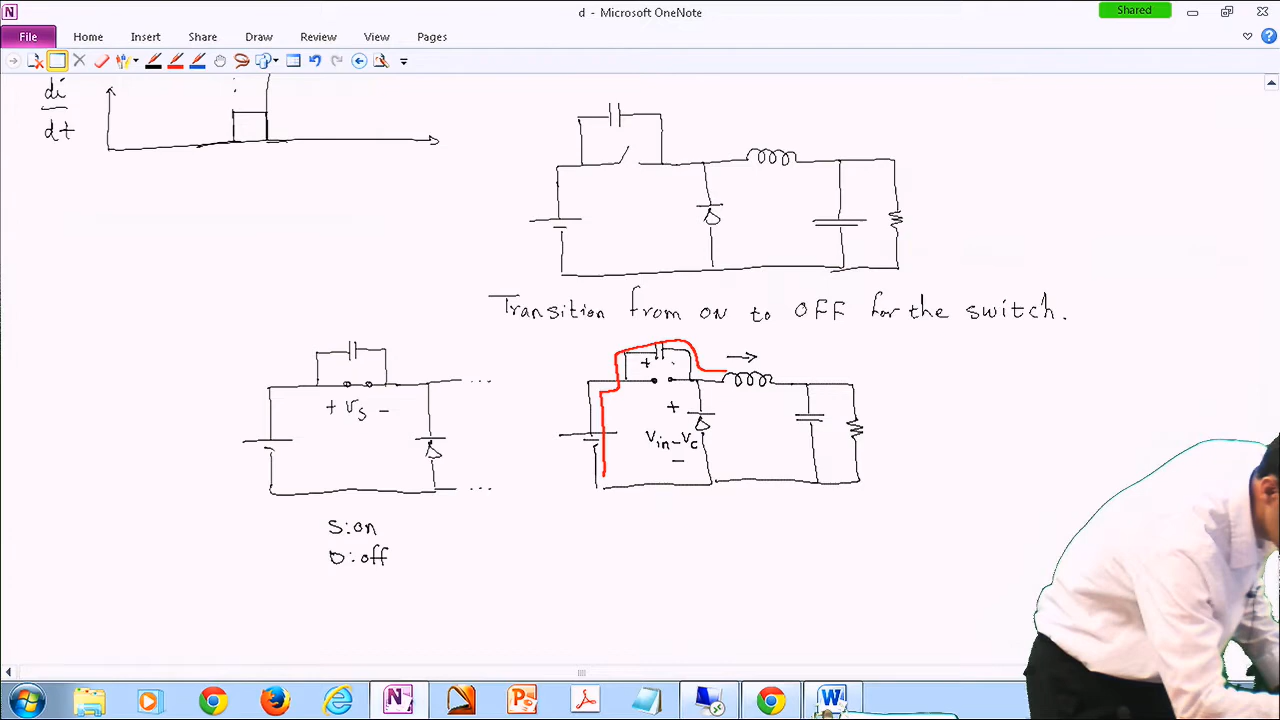 d - Microsoft OneNote
Shared
File Home Insert Share Draw Review View Pages
di
dt
Transition from on to OFF for the switch.
+ Vs -
+ -
+
Vin-Vc
-
S:on
D:off